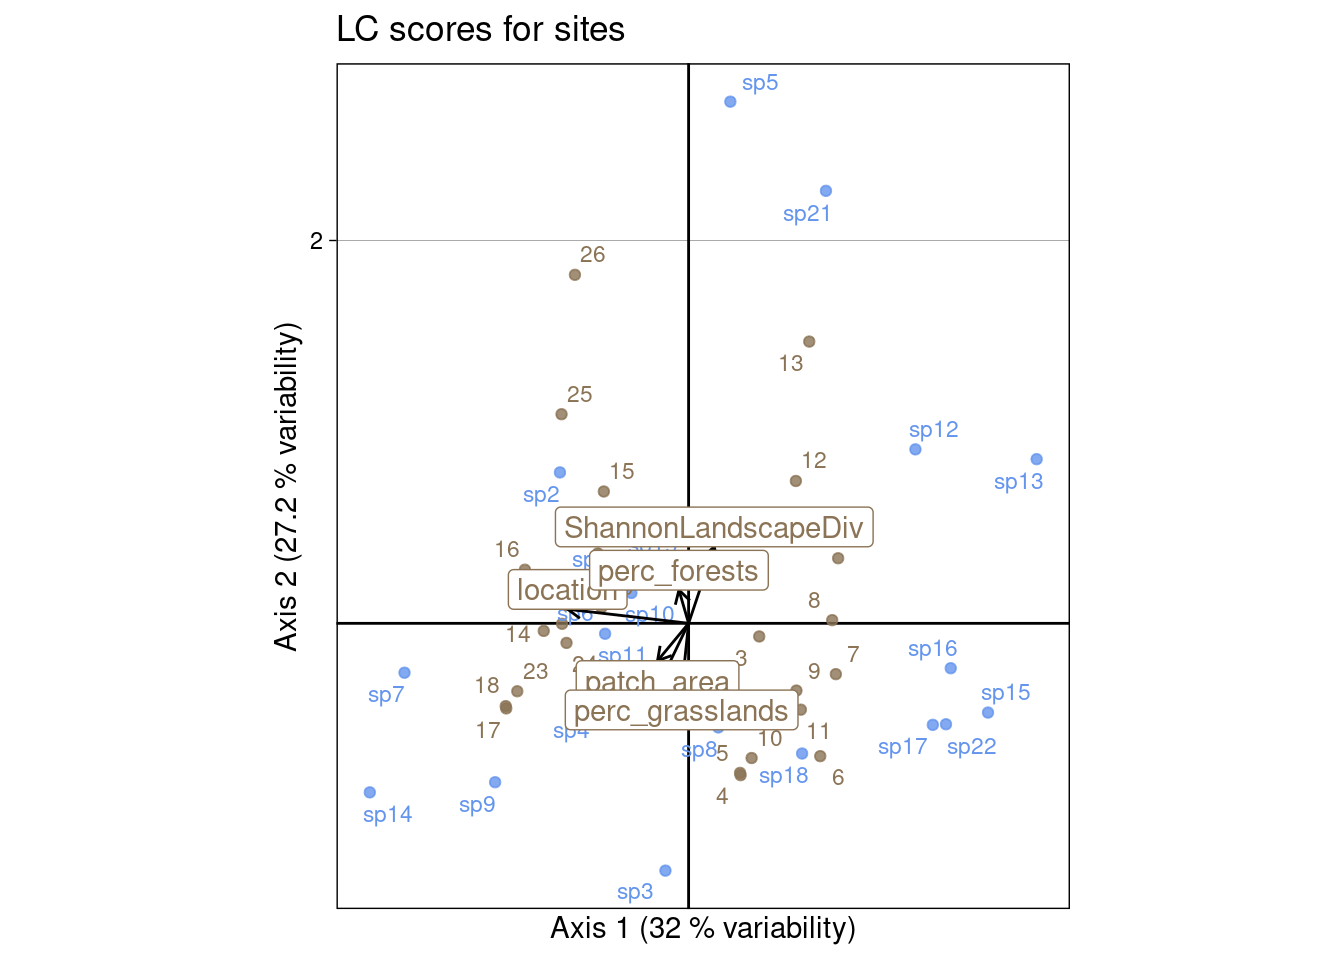 LC scores for sites
sp5
sp21
2
26
13
25
sp12
15
12
sp13
sp2
ShannonLandscapeDiv
16
perc_forests
location
8
sp6
sp10
14
sp11
3
7
sp16
9
23
18
patch_area
sp7
sp15
perc_grasslands
17
sp4
11
10
sp8
5
sp17
sp22
sp18
6
4
sp9
sp14
sp3
Axis 1 (32 % variability)
Axis 2 (27.2 % variability)